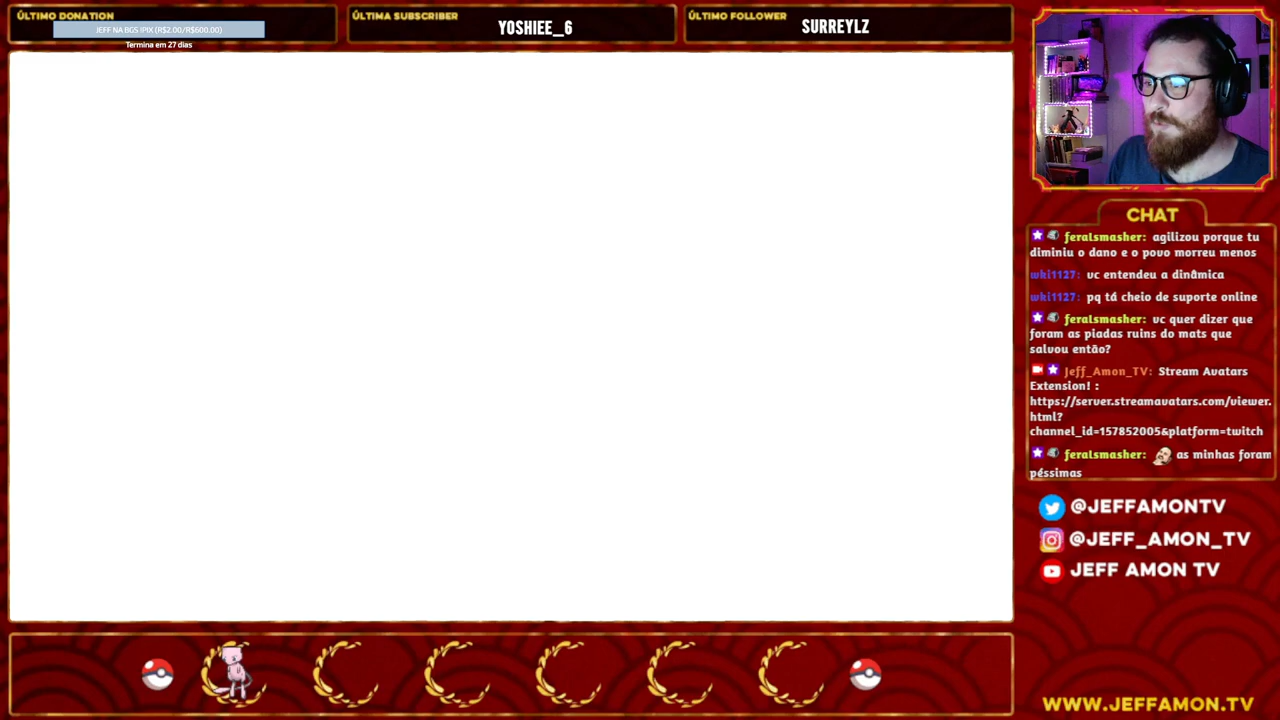 ÚLTIMO DONATION
JEFF NA BGS !PIX (R$2.00/R$600.00)
Termina em 27 dias
ÚLTIMA SUBSCRIBER
YOSHIEE_6
ÚLTIMO FOLLOWER
SURREYLZ
CHAT
feralsmasher: agilizou porque tu
diminiu o dano e o povo morreu menos
wki1127: vc entendeu a dinâmica
wki1127: pq tá cheio de suporte online
feralsmasher: vc quer dizer que
foram as piadas ruins do mats que
salvou então?
Jeff_Amon_TV: Stream Avatars
Extension! :
https://server.streamavatars.com/viewer.
html?
channel_id=157852005&platform=twitch
feralsmasher: as minhas foram
péssimas
@JEFFAMONTV
@JEFF_AMON_TV
JEFF AMON TV
WWW.JEFFAMON.TV